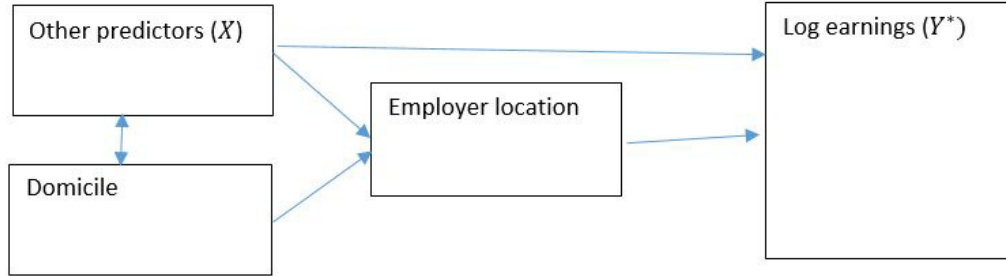 Other predictors (X)
Log earnings (Y*)
Employer location
Domicile